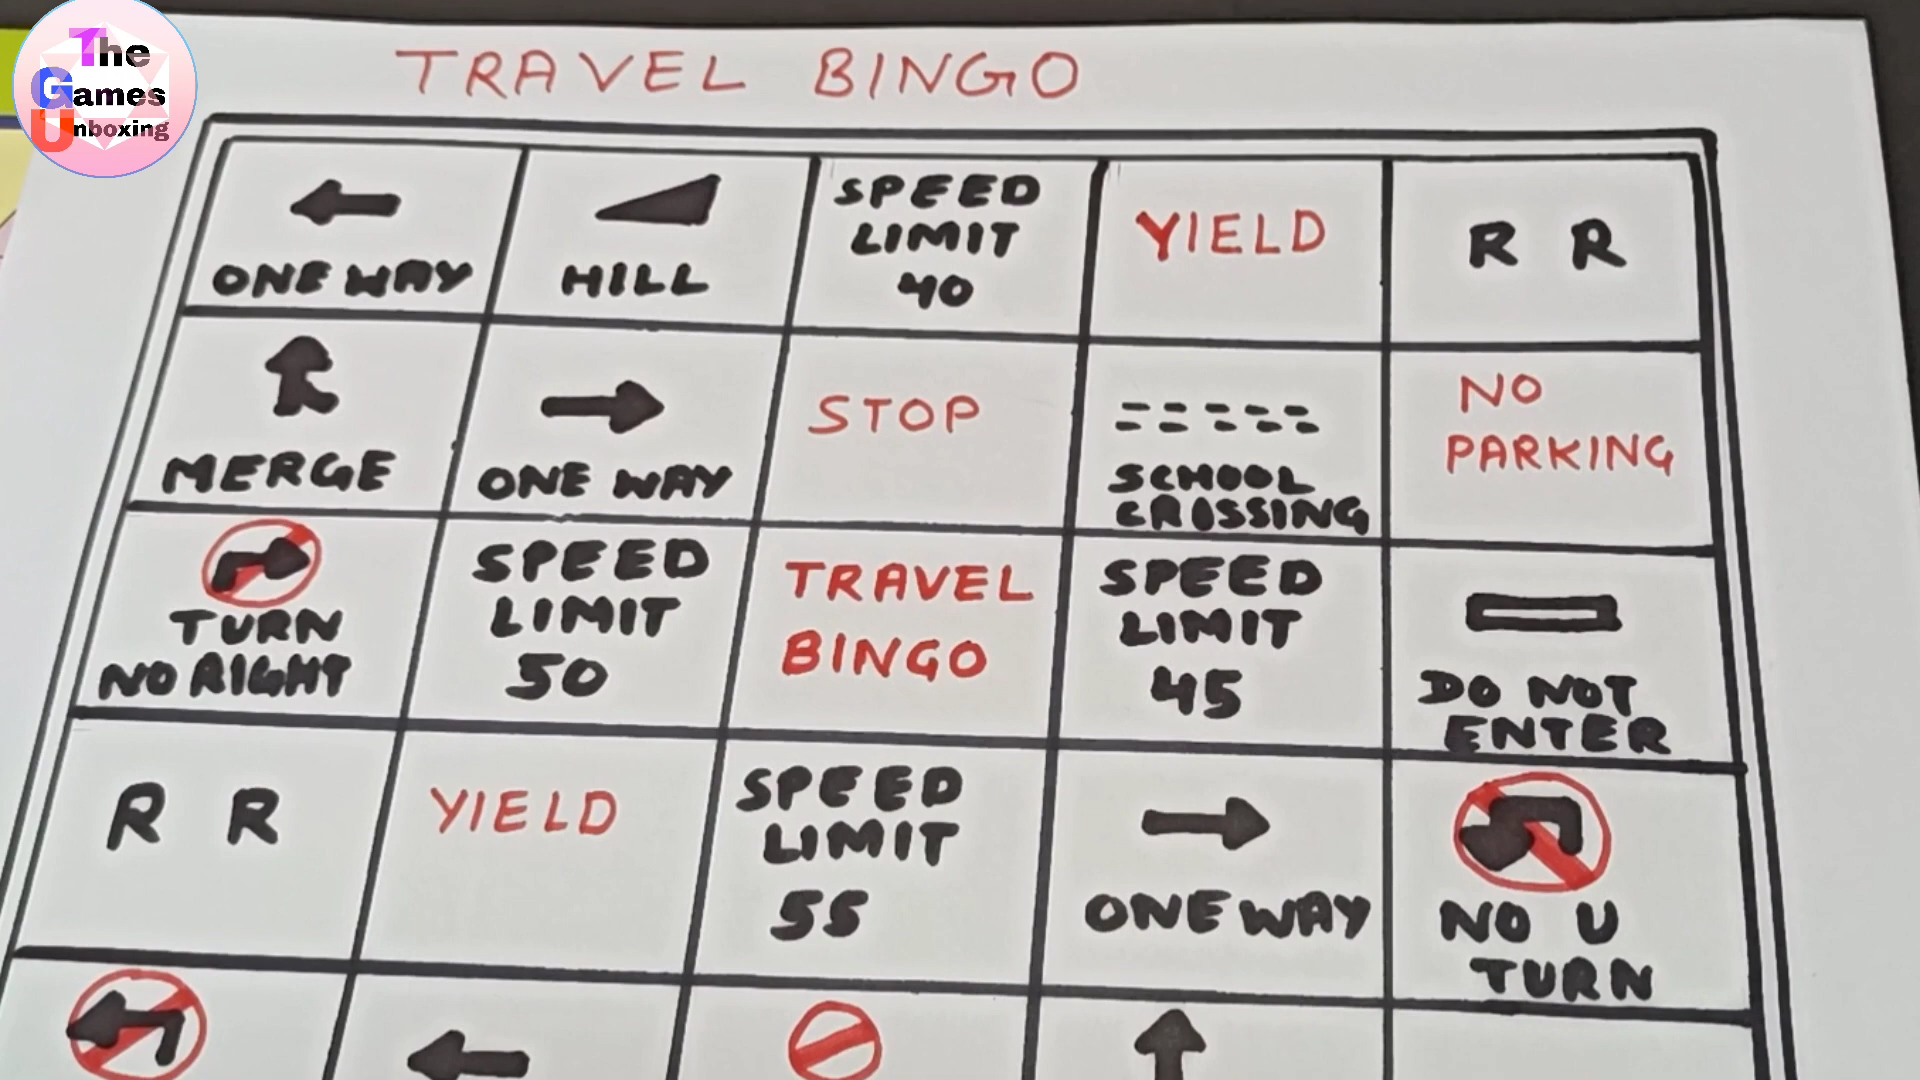 The
Games
Unboxing
TRAVEL BINGO
ONE WAY
HILL
SPEED
LIMIT
40
YIELD
R R
MERGE
ONE WAY
STOP
SCHOOL
CROSSING
NO
PARKING
TURN
NO RIGHT
SPEED
LIMIT
50
TRAVEL
BINGO
SPEED
LIMIT
45
DO NOT
ENTER
R R
YIELD
SPEED
LIMIT
55
ONE WAY
NO U
TURN